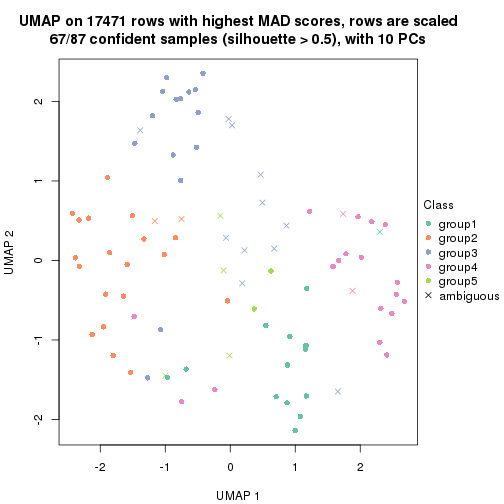 UMAP on 17471 rows with highest MAD scores, rows are scaled
67/87 confident samples (silhouette > 0.5), with 10 PCs
UMAP 2
2
1
0
-1
-2
-2
-1
0
1
2
UMAP 1
Class
group1
group2
group3
group4
group5
ambiguous